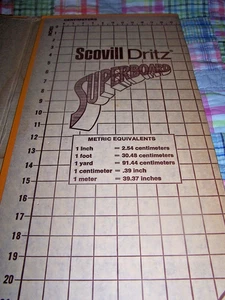 Scovill Dritz®
SUPERBOARD
METRIC EQUIVALENTS
1 inch = 2.54 centimeters
1 foot = 30.48 centimeters
1 yard = 91.44 centimeters
1 centimeter = .39 inch
1 meter = 39.37 inches
4
5
6
7
8
9
10
11
12
13
14
15
16
17
18
19
20